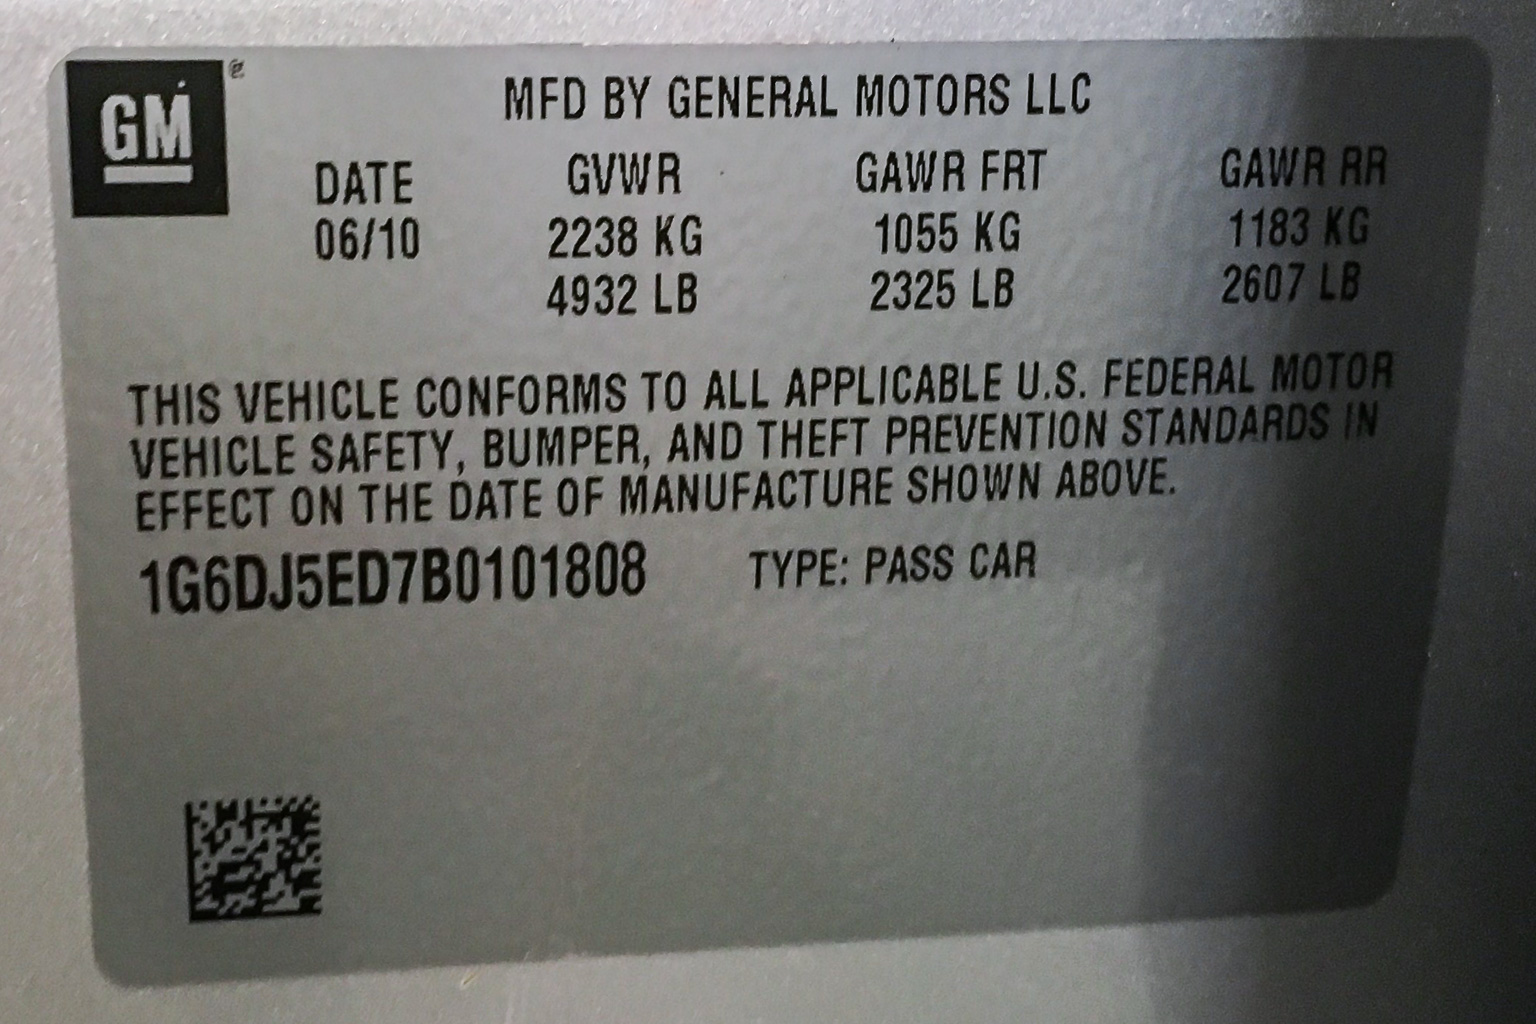 GM
MFD BY GENERAL MOTORS LLC
DATE GVWR GAWR FRT GAWR RR
06/10 2238 KG 1055 KG 1183 KG
4932 LB 2325 LB 2607 LB
THIS VEHICLE CONFORMS TO ALL APPLICABLE U.S. FEDERAL MOTOR
VEHICLE SAFETY, BUMPER, AND THEFT PREVENTION STANDARDS IN
EFFECT ON THE DATE OF MANUFACTURE SHOWN ABOVE.
1G6DJ5ED7B0101808 TYPE: PASS CAR